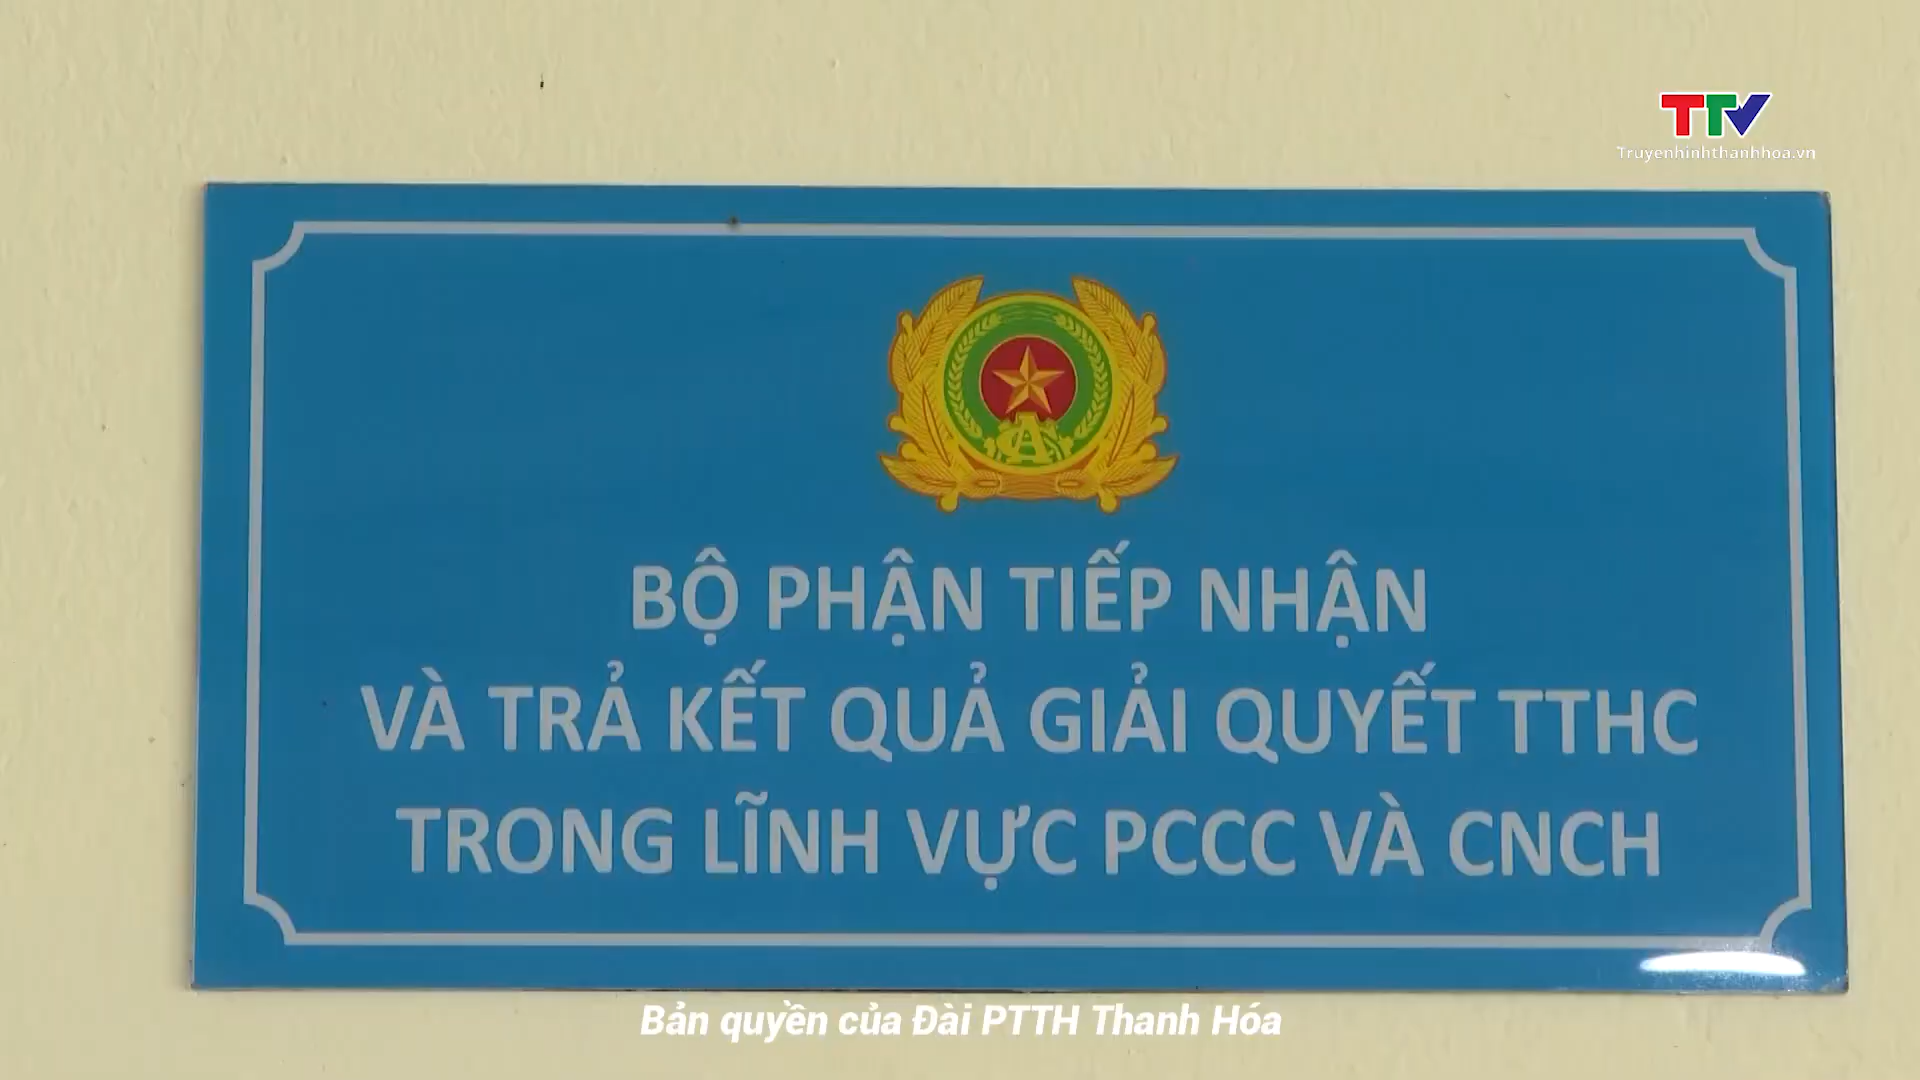 TTV
Truyenhinhthanhhoa.vn
BỘ PHẬN TIẾP NHẬN
VÀ TRẢ KẾT QUẢ GIẢI QUYẾT TTHC
TRONG LĨNH VỰC PCCC VÀ CNCH
Bản quyền của Đài PTTH Thanh Hóa